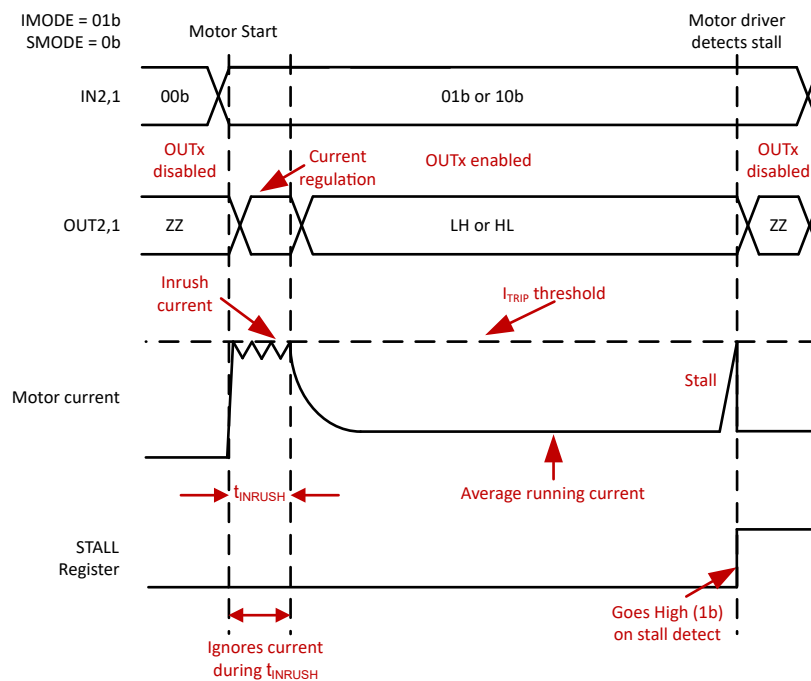 IMODE = 01b
SMODE = 0b
Motor Start
Motor driver
detects stall
IN2,1
00b
01b or 10b
OUTx
disabled
Current
regulation
OUTx enabled
OUTx
disabled
OUT2,1
ZZ
LH or HL
ZZ
Inrush
current
ITRIP threshold
Motor current
Stall
tINRUSH
Average running current
STALL
Register
Goes High (1b)
on stall detect
Ignores current
during tINRUSH